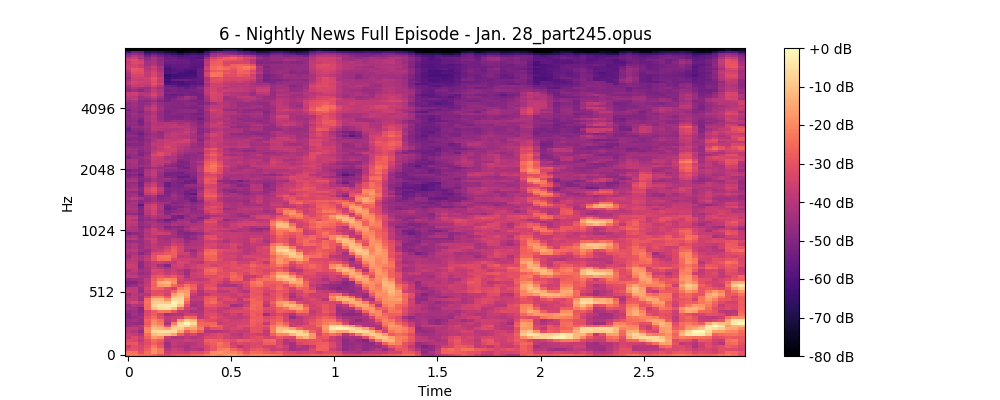 6 - Nightly News Full Episode - Jan. 28_part245.opus
4096
2048
1024
512
0
Hz
0
0.5
1
1.5
2
2.5
Time
+0 dB
-10 dB
-20 dB
-30 dB
-40 dB
-50 dB
-60 dB
-70 dB
-80 dB